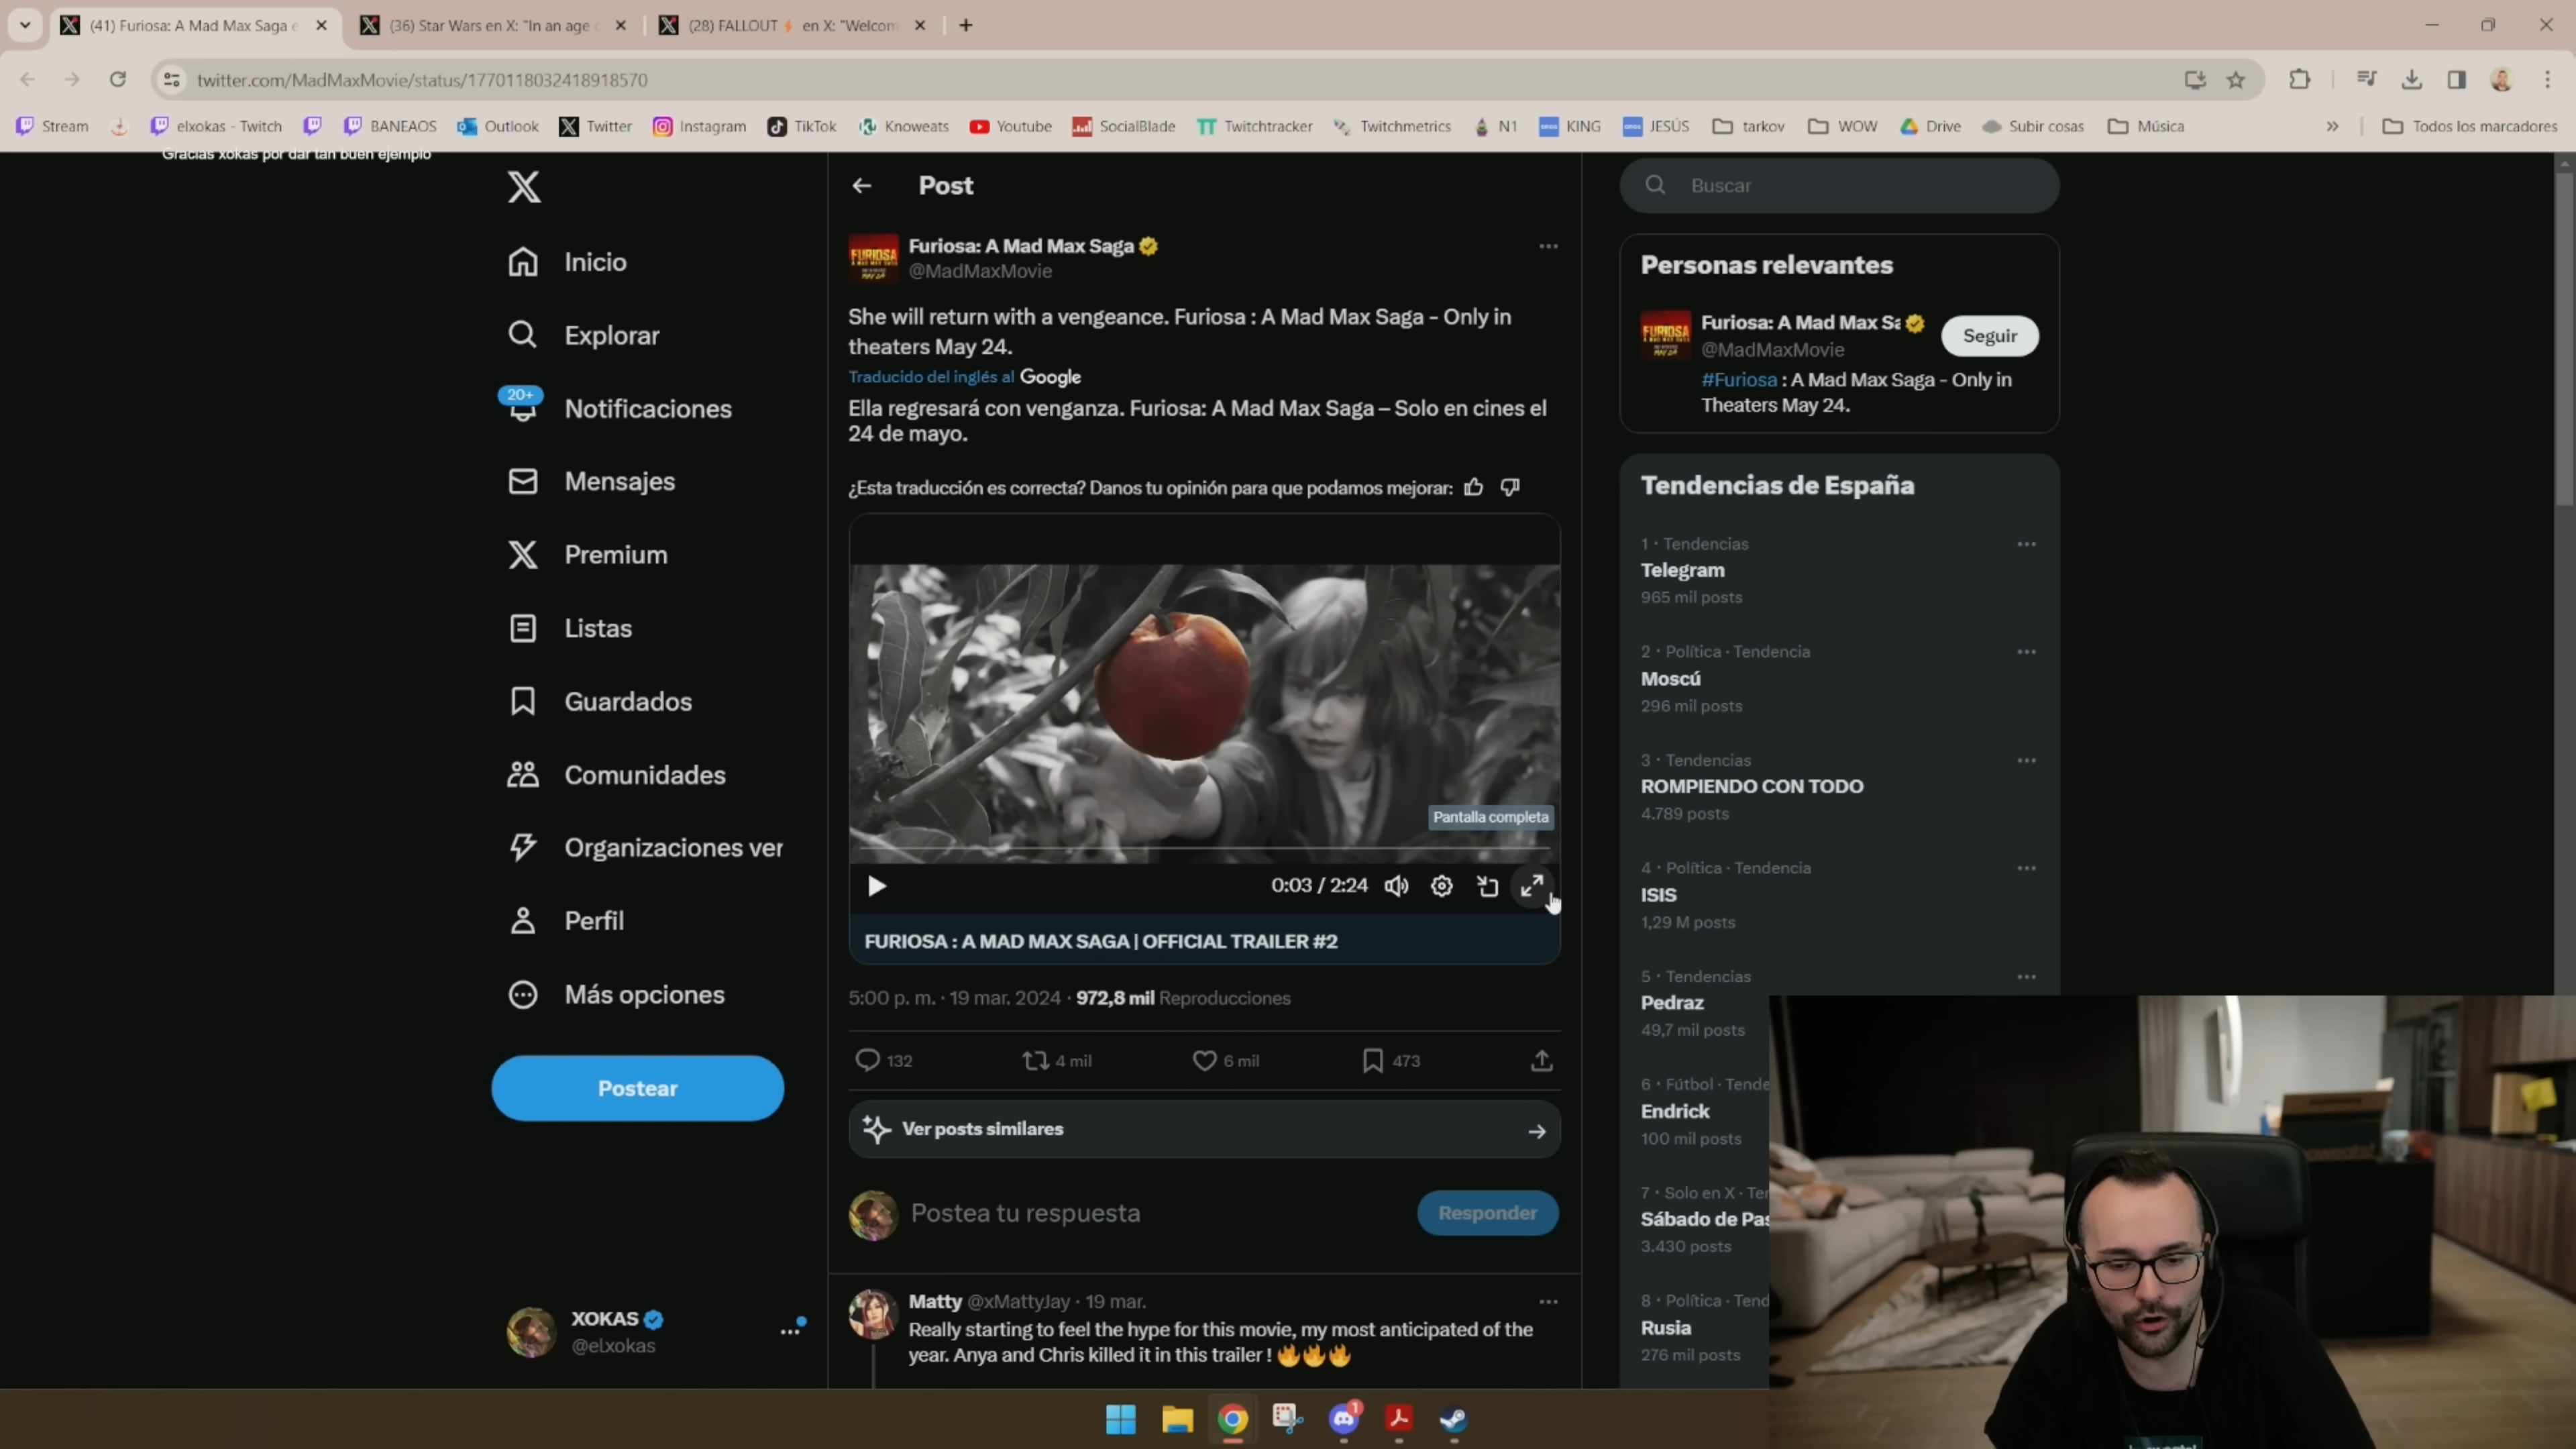 (41) Furiosa: A Mad Max Saga e
(36) Star Wars en X: "In an age
(28) FALLOUT⚡ en X: "Welcom
twitter.com/MadMaxMovie/status/1770118032418918570
Stream
elxokas - Twitch
BANEAOS
Outlook
Twitter
Instagram
TikTok
Knoweats
Youtube
SocialBlade
Twitchtracker
Twitchmetrics
N1
KING
JESÚS
tarkov
WOW
Drive
Subir cosas
Música
Todos los marcadores
Gracias xokas por dar tan buen ejemplo
Inicio
Explorar
20+
Notificaciones
Mensajes
Premium
Listas
Guardados
Comunidades
Organizaciones ver
Perfil
Más opciones
Postear
XOKAS
@elxokas
Post
FURIOSA
Furiosa: A Mad Max Saga
@MadMaxMovie
She will return with a vengeance. Furiosa : A Mad Max Saga - Only in
theaters May 24.
Traducido del inglés al Google
Ella regresará con venganza. Furiosa: A Mad Max Saga – Solo en cines el
24 de mayo.
¿Esta traducción es correcta? Danos tu opinión para que podamos mejorar:
Pantalla completa
0:03 / 2:24
FURIOSA : A MAD MAX SAGA | OFFICIAL TRAILER #2
5:00 p. m. · 19 mar. 2024 · 972,8 mil Reproducciones
132
4 mil
6 mil
473
Ver posts similares
Postea tu respuesta
Responder
Matty @xMattyJay · 19 mar.
Really starting to feel the hype for this movie, my most anticipated of the
year. Anya and Chris killed it in this trailer ! 🔥🔥🔥
Buscar
Personas relevantes
FURIOSA
Furiosa: A Mad Max Sa
@MadMaxMovie
Seguir
#Furiosa : A Mad Max Saga - Only in
Theaters May 24.
Tendencias de España
1 · Tendencias
Telegram
965 mil posts
2 · Política · Tendencia
Moscú
296 mil posts
3 · Tendencias
ROMPIENDO CON TODO
4.789 posts
4 · Política · Tendencia
ISIS
1,29 M posts
5 · Tendencias
Pedraz
49,7 mil posts
6 · Fútbol · Tende
Endrick
100 mil posts
7 · Solo en X · Ter
Sábado de Pas
3.430 posts
8 · Política · Tend
Rusia
276 mil posts
1